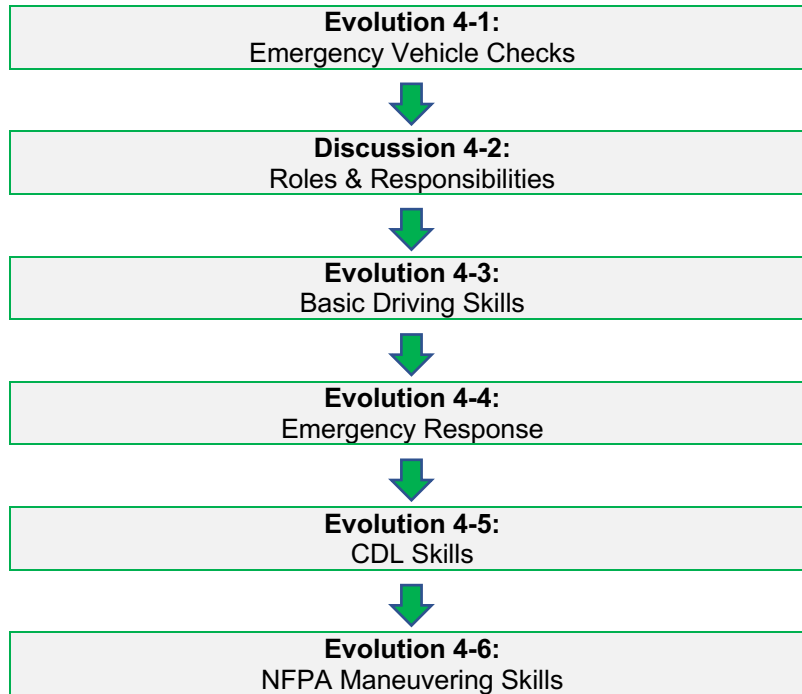 Evolution 4-1:
Emergency Vehicle Checks
Discussion 4-2:
Roles & Responsibilities
Evolution 4-3:
Basic Driving Skills
Evolution 4-4:
Emergency Response
Evolution 4-5:
CDL Skills
Evolution 4-6:
NFPA Maneuvering Skills